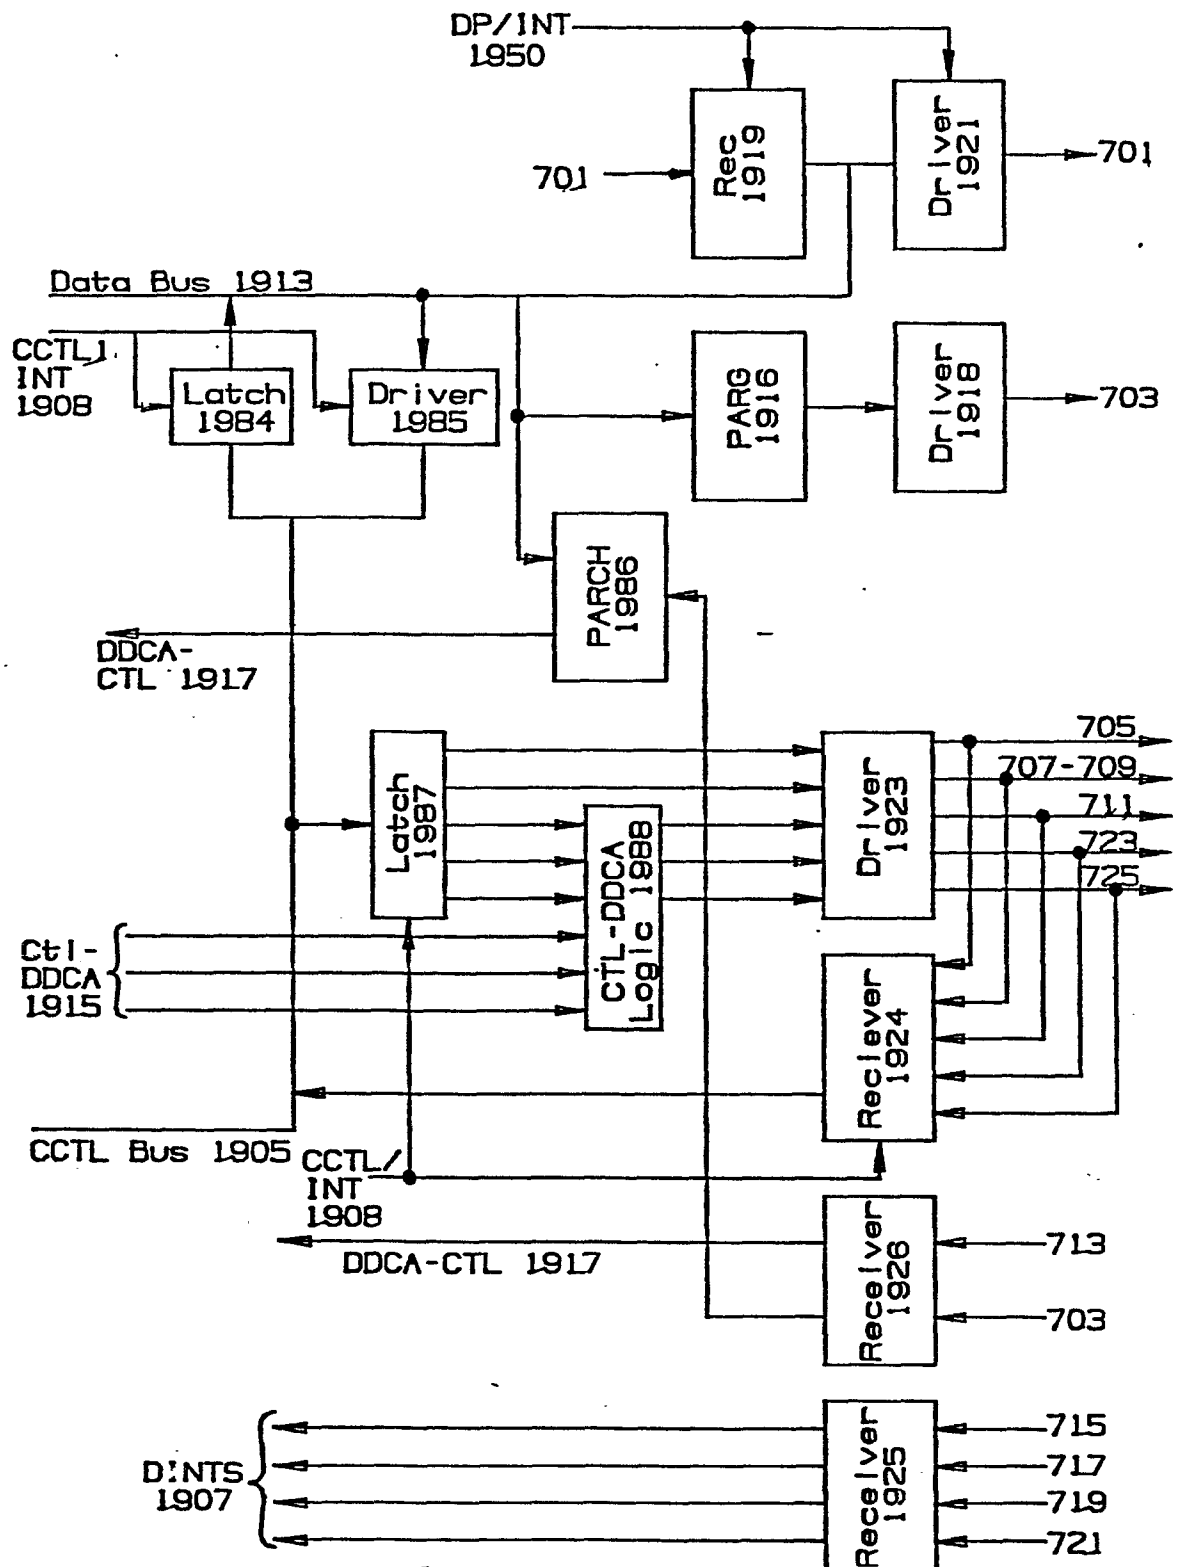 DP/INT
1950
Rec
1919
Driver
1921
701
701
Data Bus 1913
CCTL1
INT
1908
Latch
1984
Driver
1985
PARG
1916
Driver
1918
703
PARCH
1986
DDCA-
CTL 1917
705
707-709
711
723
725
Latch
1987
CTL-DDCA
Logic 1988
Driver
1923
Ctl-
DDCA
1915
Reciever
1924
CCTL Bus 1905
CCTL/
INT
1908
DDCA-CTL 1917
Receiver
1926
713
703
DINTS
1907
Receiver
1925
715
717
719
721